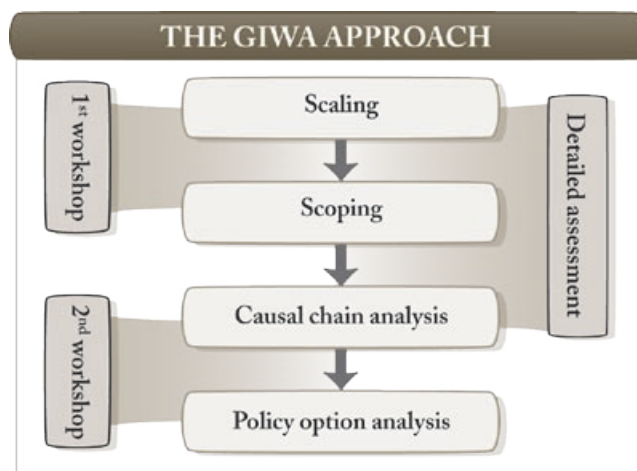 THE GIWA APPROACH
1st workshop
Scaling
Detailed assessment
Scoping
2nd workshop
Causal chain analysis
Policy option analysis